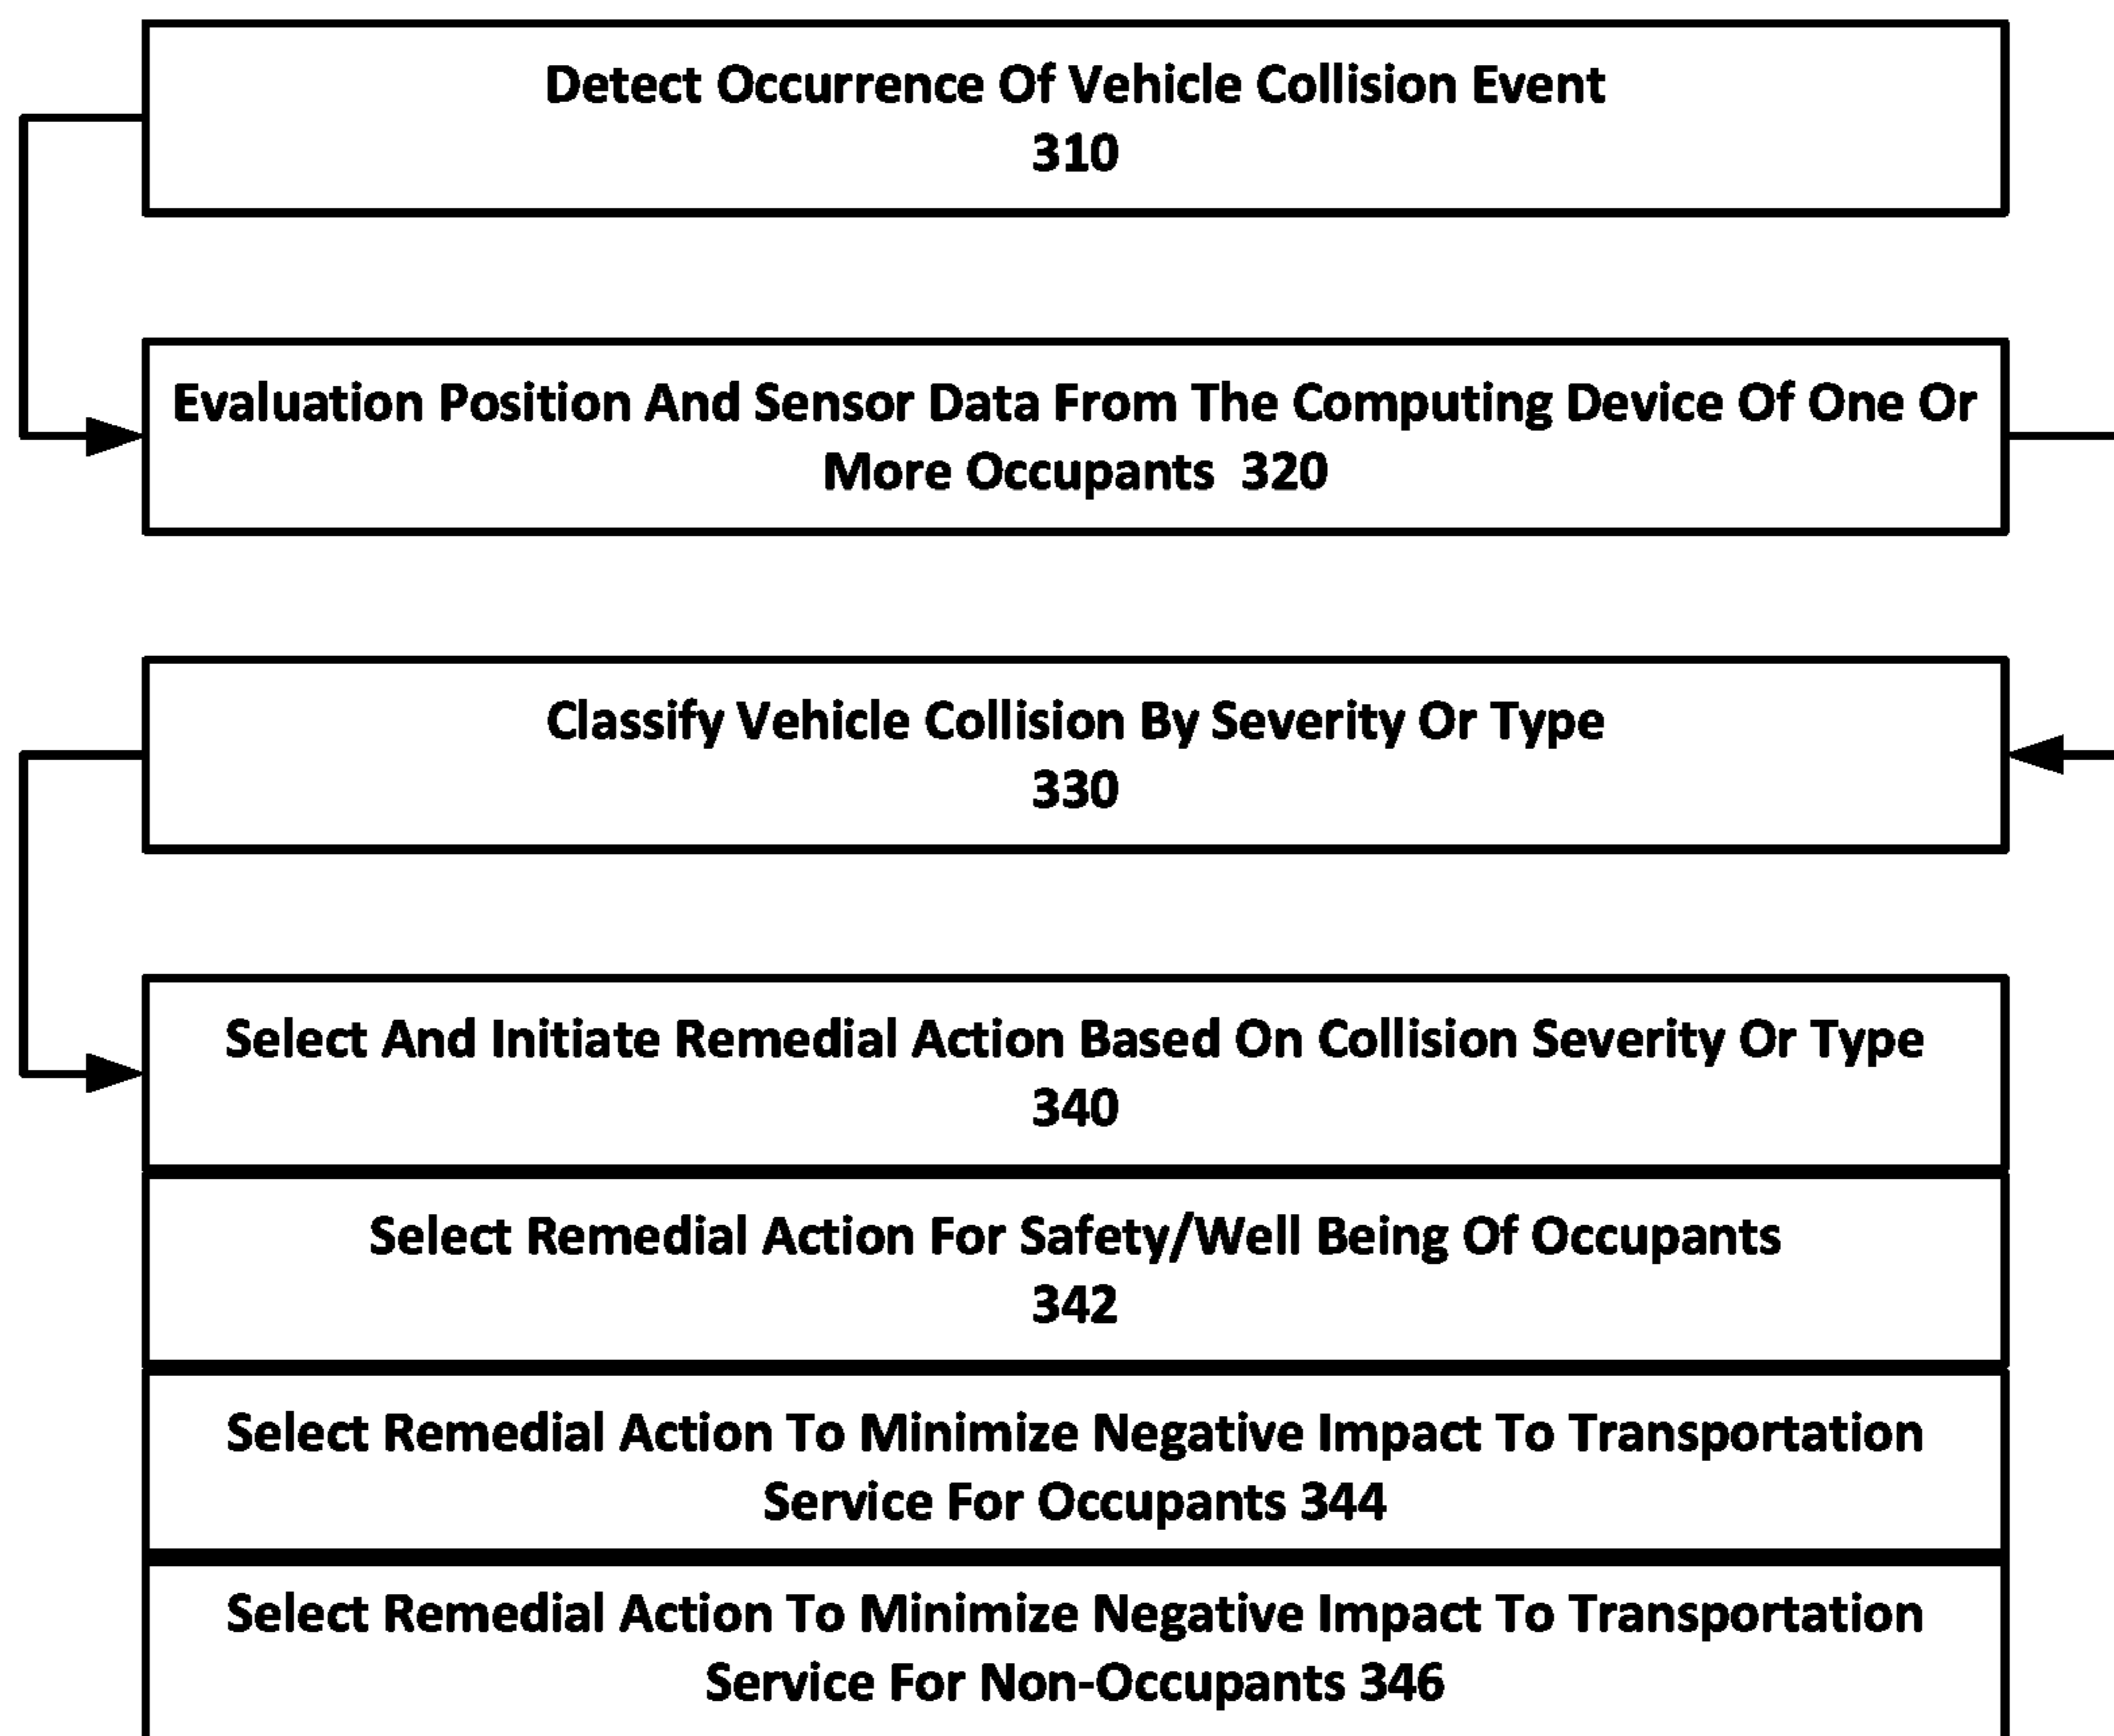 Detect Occurrence Of Vehicle Collision Event
310
Evaluation Position And Sensor Data From The Computing Device Of One Or
More Occupants 320
Classify Vehicle Collision By Severity Or Type
330
Select And Initiate Remedial Action Based On Collision Severity Or Type
340
Select Remedial Action For Safety/Well Being Of Occupants
342
Select Remedial Action To Minimize Negative Impact To Transportation
Service For Occupants 344
Select Remedial Action To Minimize Negative Impact To Transportation
Service For Non-Occupants 346